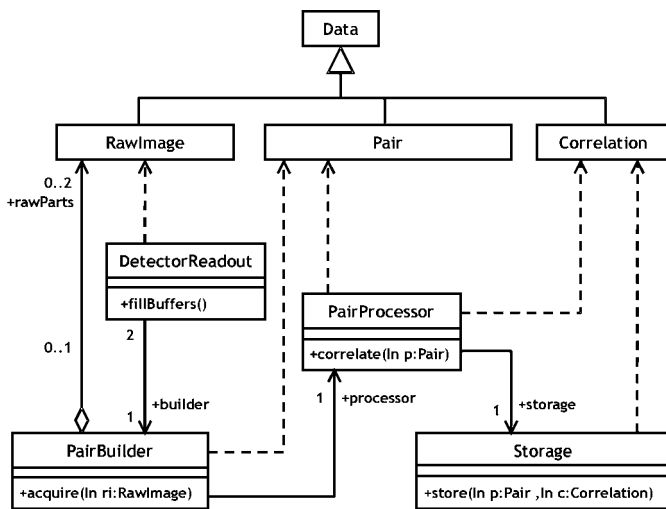 Data
RawImage
Pair
Correlation
0..2
+rawParts
DetectorReadout
+fillBuffers()
PairProcessor
+correlate(In p:Pair)
2
0..1
+builder
1
1
+processor
+storage
1
PairBuilder
+acquire(In ri:RawImage)
Storage
+store(In p:Pair ,In c:Correlation)